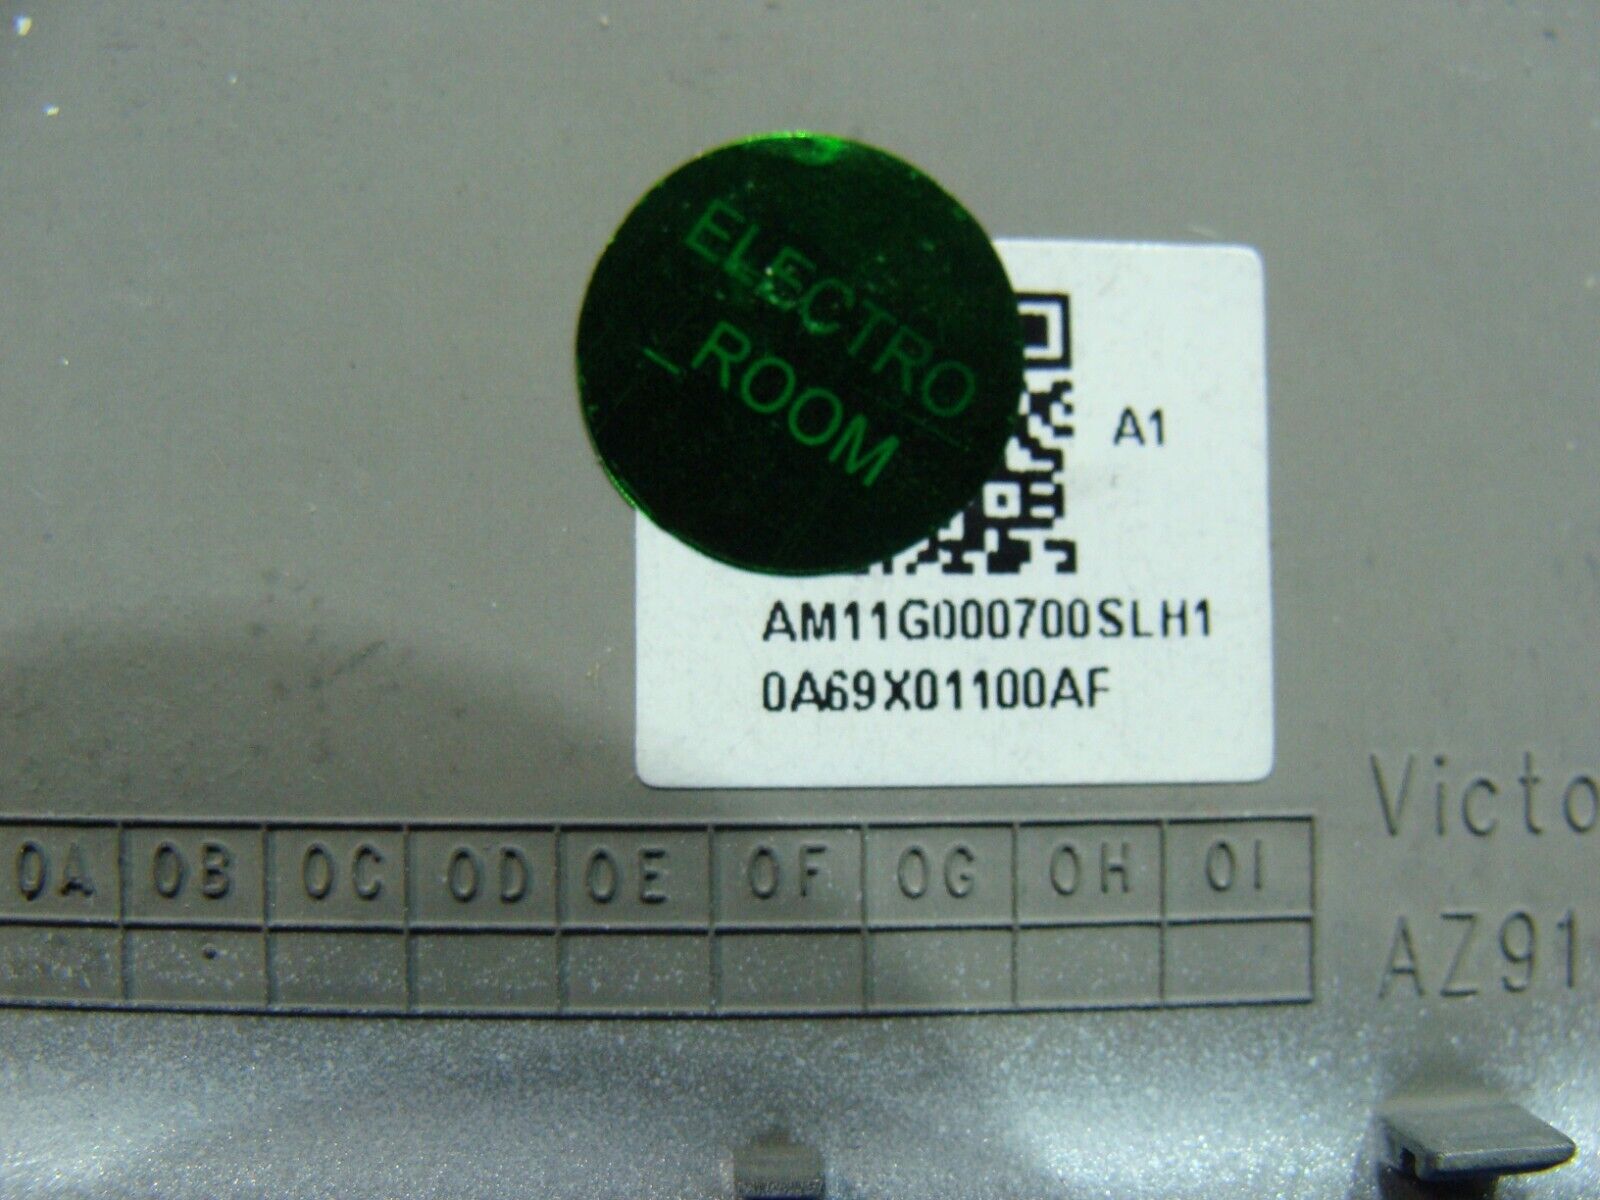 ELECTRO
_ROOM
A1
AM11G000700SLH1
0A69X01100AF
0A 0B 0C 0D 0E 0F 0G 0H 0I
Victo
AZ91